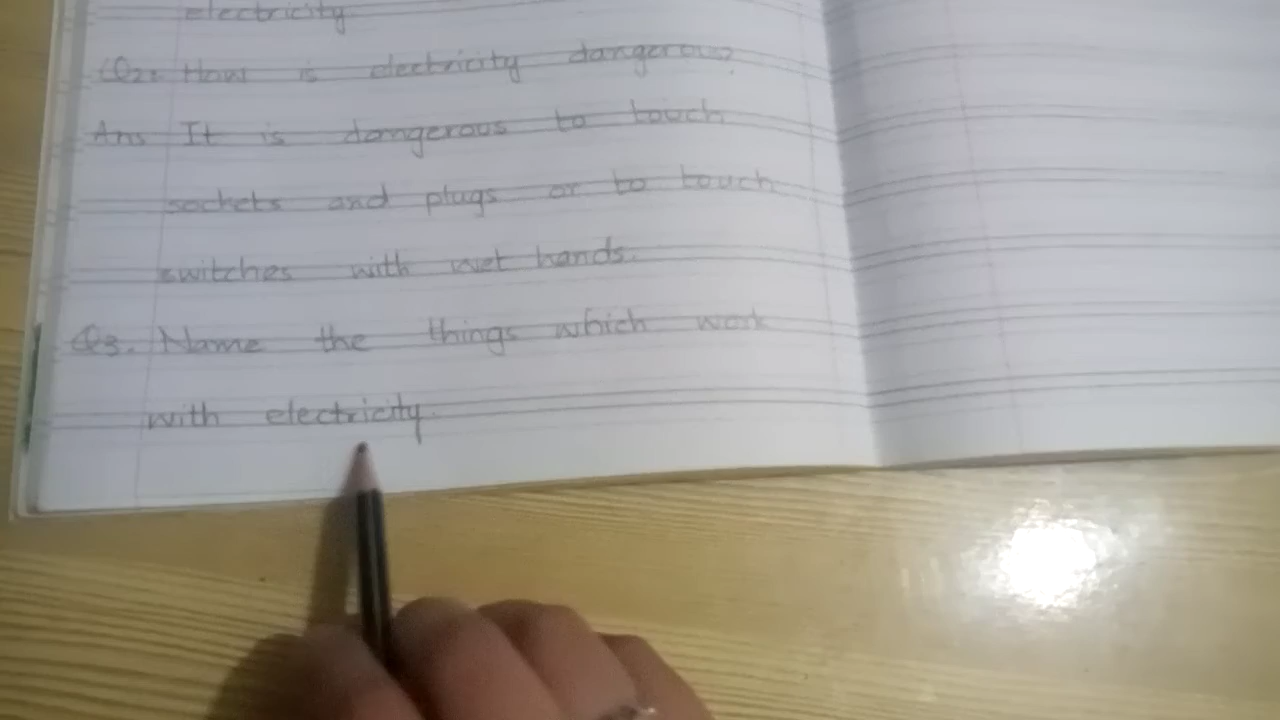 electricity
Q2. How is electricity dangerous?
Ans It is dangerous to touch
sockets and plugs or to touch
switches with wet hands.
Q3. Name the things which work
with electricity.